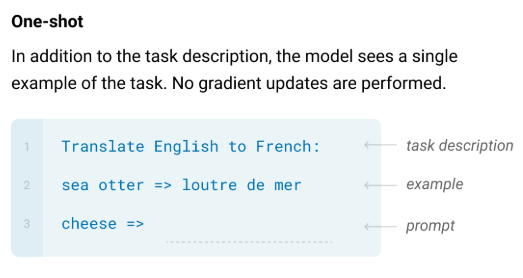 One-shot
In addition to the task description, the model sees a single
example of the task. No gradient updates are performed.
1 Translate English to French: task description
2 sea otter => loutre de mer example
3 cheese => prompt